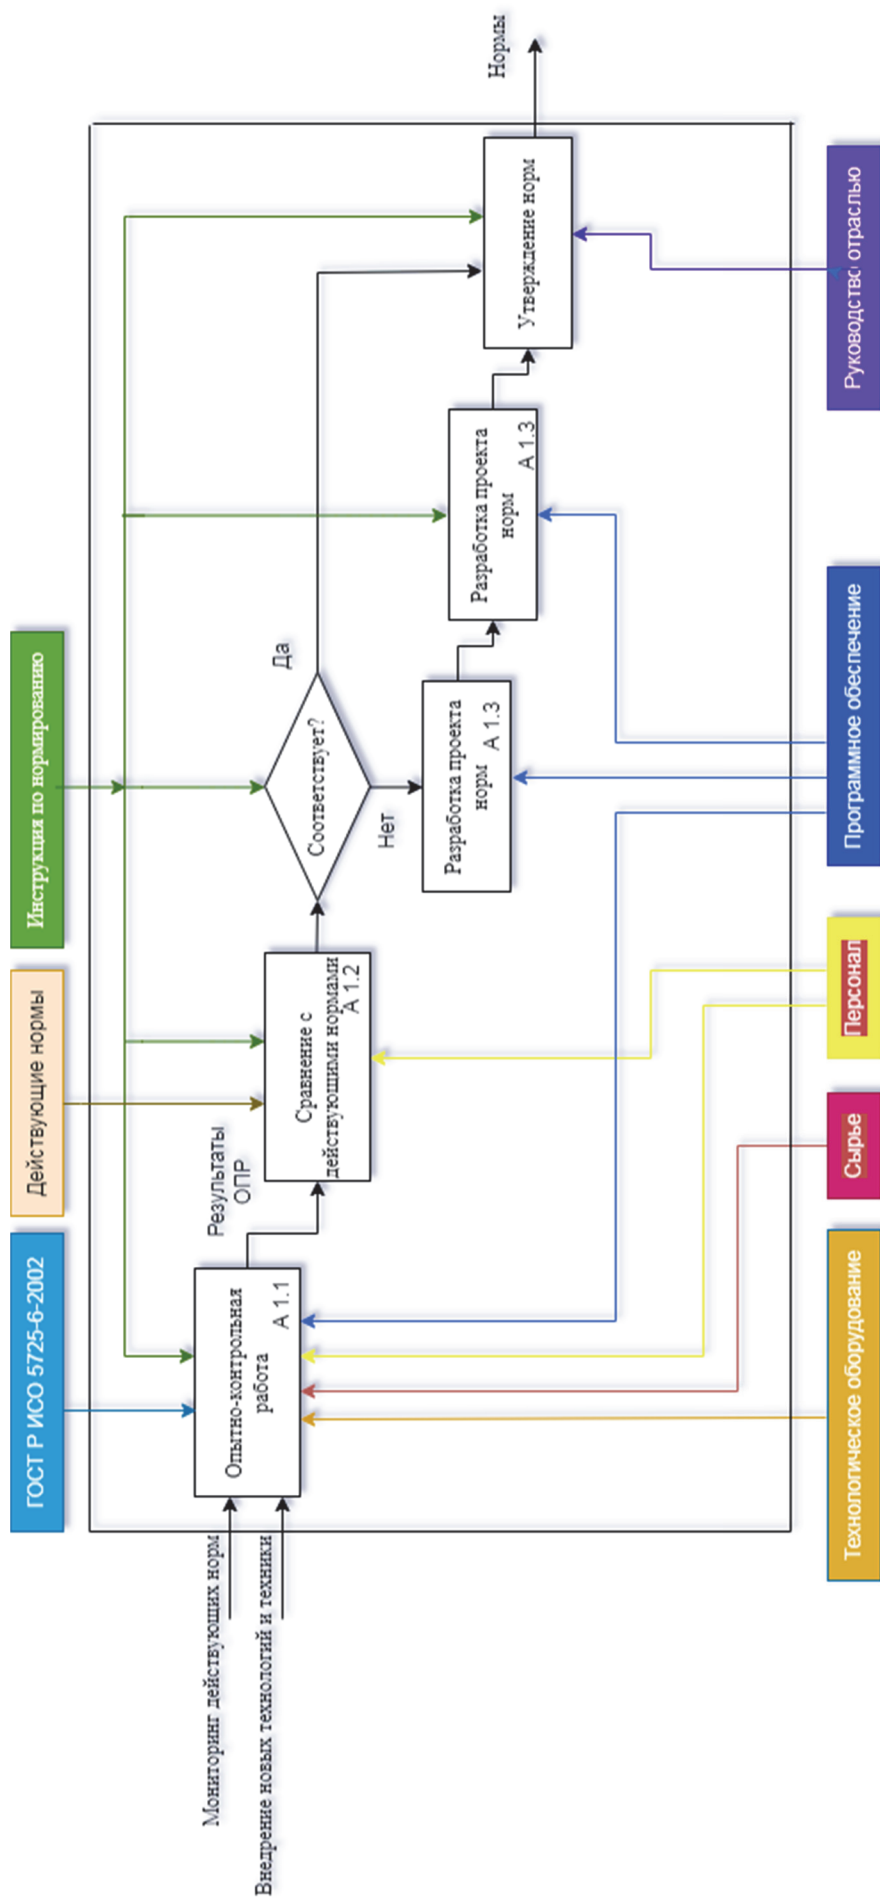 ГОСТ Р ИСО 5725-6-2002
Действующие нормы
Инструкция по нормированию
Мониторинг действующих норм
Внедрение новых технологий и техники
Опытно-контрольная
работа
А 1.1
Результаты
ОПР
Сравнение с
действующими нормами
А 1.2
Соответствует?
Да
Нет
Разработка проекта
норм
А 1.3
Разработка проекта
норм
А 1.3
Утверждение норм
Нормы
Технологическое оборудование
Сырье
Персонал
Программное обеспечение
Руководство отраслью